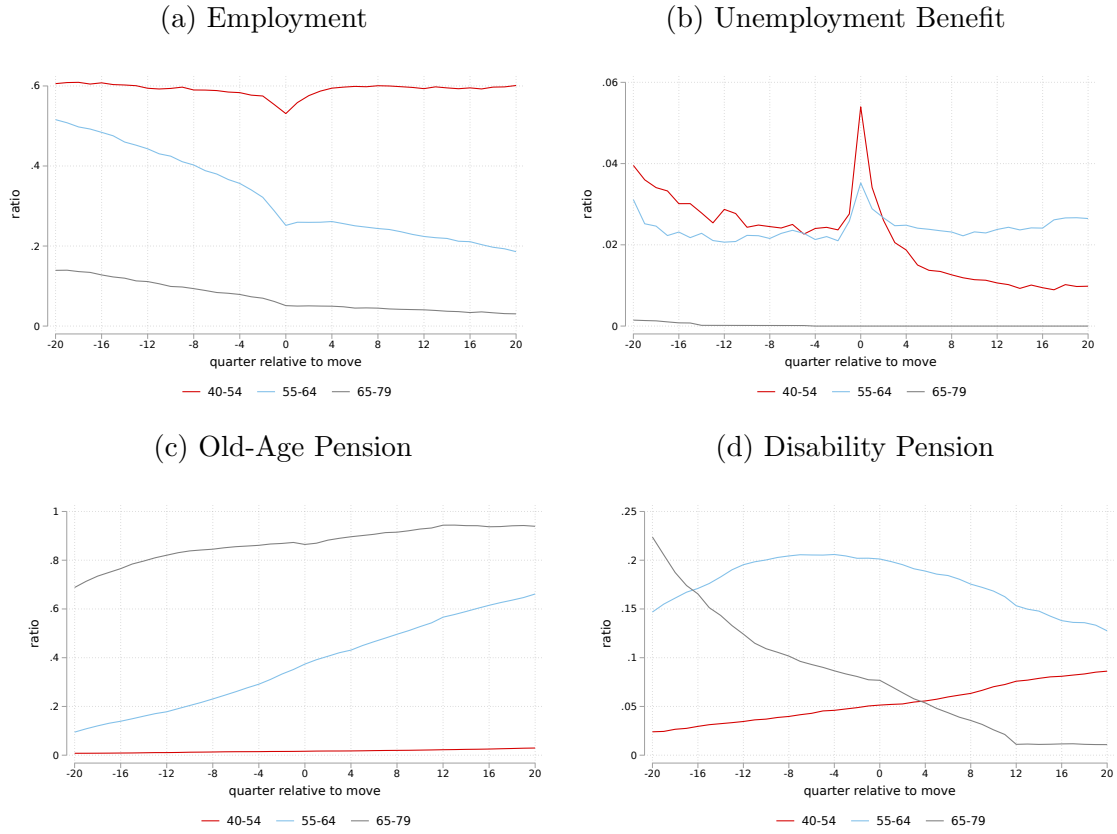 (a) Employment
.6
.4
.2
0
ratio
-20 -16 -12 -8 -4 0 4 8 12 16 20
quarter relative to move
40-54 55-64 65-79
(b) Unemployment Benefit
.06
.04
.02
0
ratio
-20 -16 -12 -8 -4 0 4 8 12 16 20
quarter relative to move
40-54 55-64 65-79
(c) Old-Age Pension
1
.8
.6
.4
.2
0
ratio
-20 -16 -12 -8 -4 0 4 8 12 16 20
quarter relative to move
40-54 55-64 65-79
(d) Disability Pension
.25
.2
.15
.1
.05
0
ratio
-20 -16 -12 -8 -4 0 4 8 12 16 20
quarter relative to move
40-54 55-64 65-79